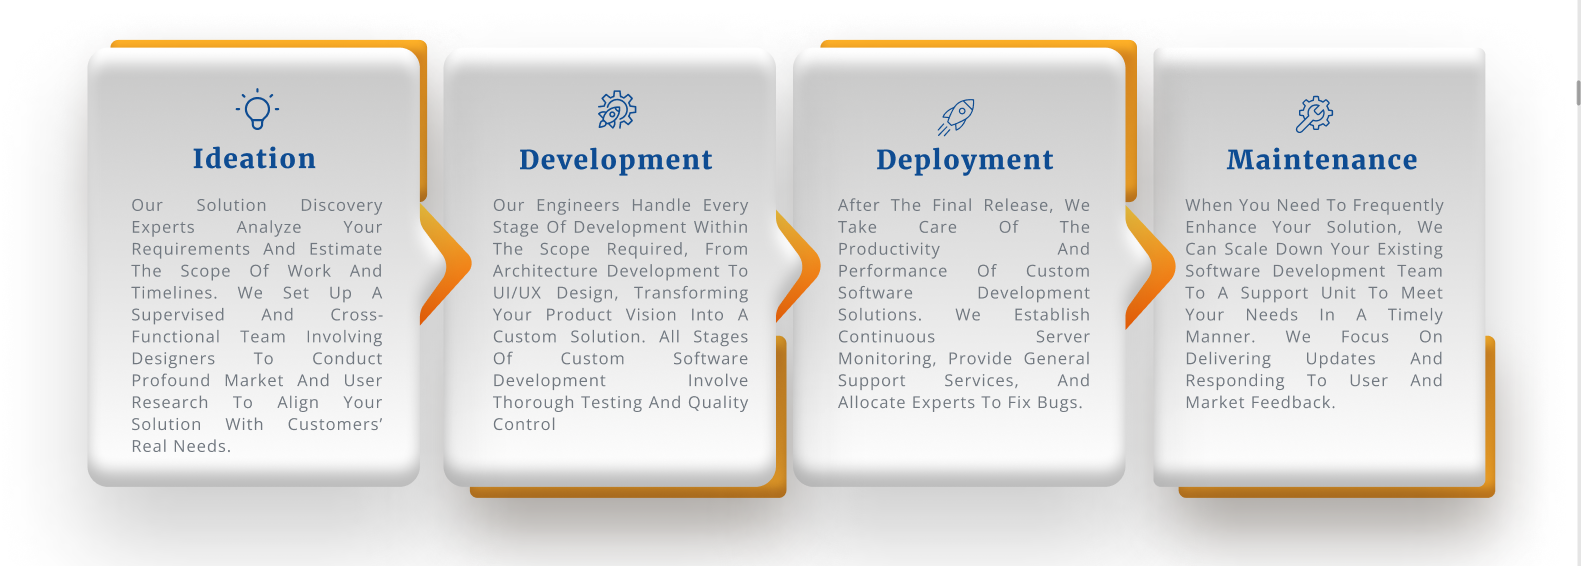 Ideation
Our Solution Discovery
Experts Analyze Your
Requirements And Estimate
The Scope Of Work And
Timelines. We Set Up A
Supervised And Cross-
Functional Team Involving
Designers To Conduct
Profound Market And User
Research To Align Your
Solution With Customers’
Real Needs.
Development
Our Engineers Handle Every
Stage Of Development Within
The Scope Required, From
Architecture Development To
UI/UX Design, Transforming
Your Product Vision Into A
Custom Solution. All Stages
Of Custom Software
Development Involve
Thorough Testing And Quality
Control
Deployment
After The Final Release, We
Take Care Of The
Productivity And
Performance Of Custom
Software Development
Solutions. We Establish
Continuous Server
Monitoring, Provide General
Support Services, And
Allocate Experts To Fix Bugs.
Maintenance
When You Need To Frequently
Enhance Your Solution, We
Can Scale Down Your Existing
Software Development Team
To A Support Unit To Meet
Your Needs In A Timely
Manner. We Focus On
Delivering Updates And
Responding To User And
Market Feedback.